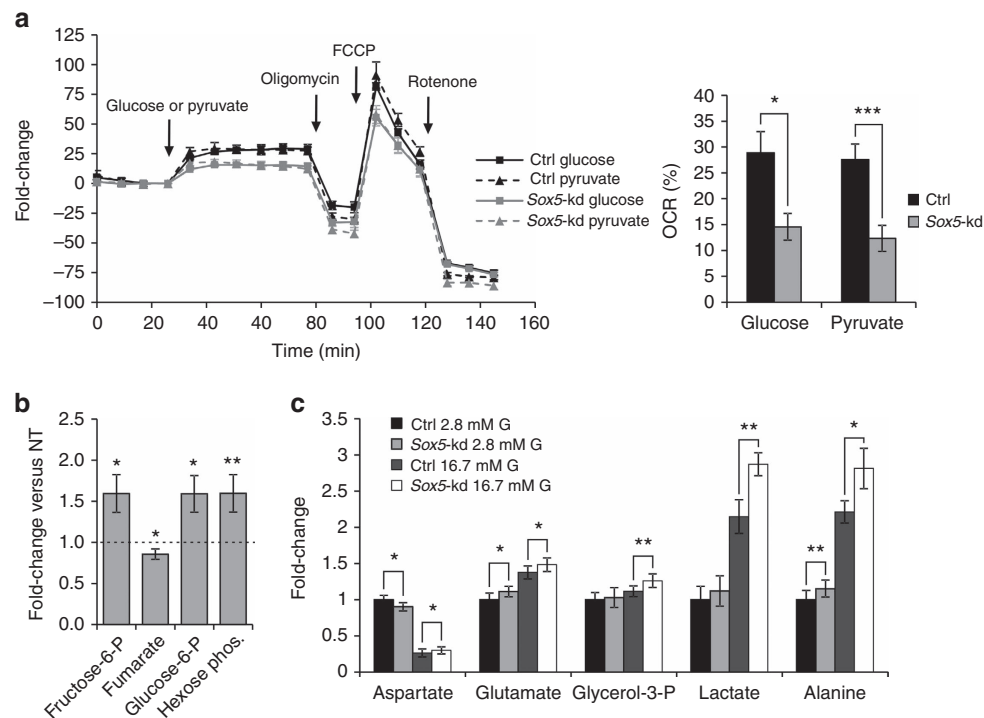 a
125
100
75
50
25
0
−25
−50
−75
−100
Fold-change
Glucose or pyruvate
Oligomycin
FCCP
Rotenone
0 20 40 40 80 100 120 140 160
Time (min)
Ctrl glucose
Ctrl pyruvate
Sox5-kd glucose
Sox5-kd pyruvate
40
35
30
25
20
15
10
5
0
OCR (%)
*
***
Glucose Pyruvate
Ctrl
Sox5-kd
b
2.5
2.0
1.5
1.0
0.5
0.0
Fold-change versus NT
*
*
*
**
Fructose-6-P
Fumarate
Glucose-6-P
Hexose phos.
c
3.5
3
2.5
2
1.5
1
0.5
0
Fold-change
Ctrl 2.8 mM G
Sox5-kd 2.8 mM G
Ctrl 16.7 mM G
Sox5-kd 16.7 mM G
*
*
*
*
**
**
**
*
Aspartate Glutamate Glycerol-3-P Lactate Alanine